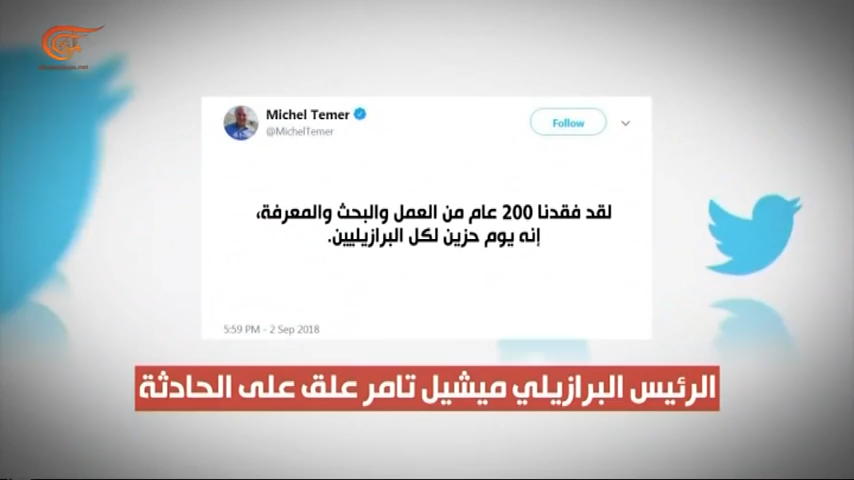 Michel Temer
@MichelTemer
Follow
لقد فقدنا 200 عام من العمل والبحث والمعرفة،
إنه يوم حزين لكل البرازيليين.
5:59 PM - 2 Sep 2018
الرئيس البرازيلي ميشيل تامر علق على الحادثة